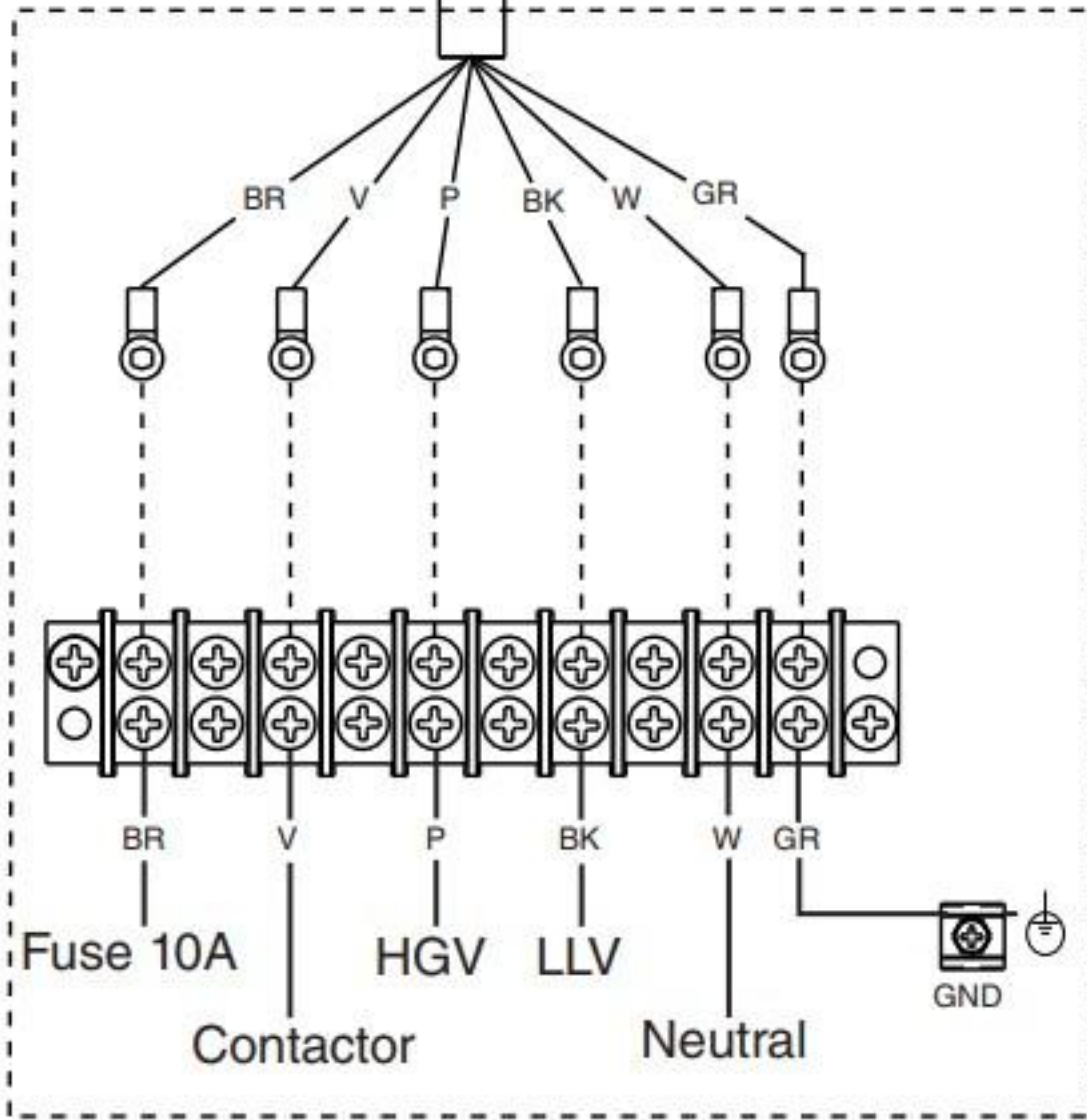 BR V P BK W GR
BR V P BK W GR
Fuse 10A HGV LLV
GND
Contactor Neutral